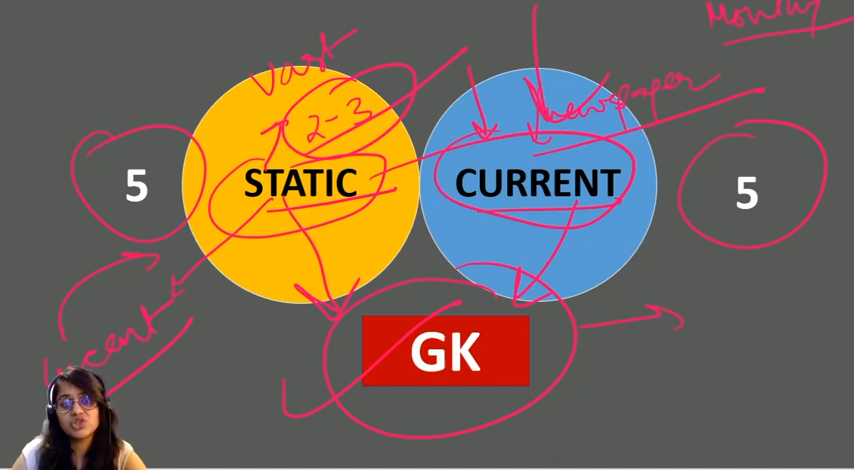 Monthly
Vast
2-3
newspaper
5
STATIC
CURRENT
5
Lucent
GK